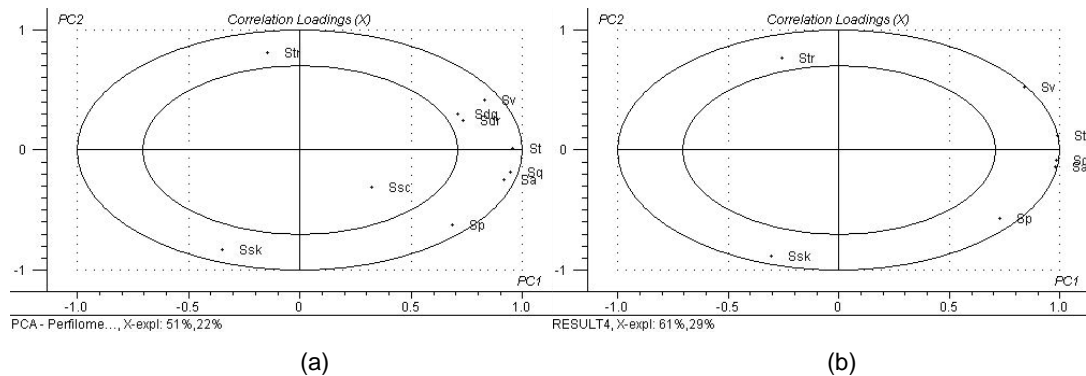 PC2 Correlation Loadings (X)
1
Str
Sv
Sdq
Sdr
0
St
Sq
Sa
Ssc
Sp
Ssk
-1
PC1
-1.0 -0.5 0 0.5 1.0
PCA - Perfilome..., X-expl: 51%,22%
(a)
PC2 Correlation Loadings (X)
1
Str
Sv
St
0
Sq
Sa
Sp
Ssk
-1
PC1
-1.0 -0.5 0 0.5 1.0
RESULT4, X-expl: 61%,29%
(b)